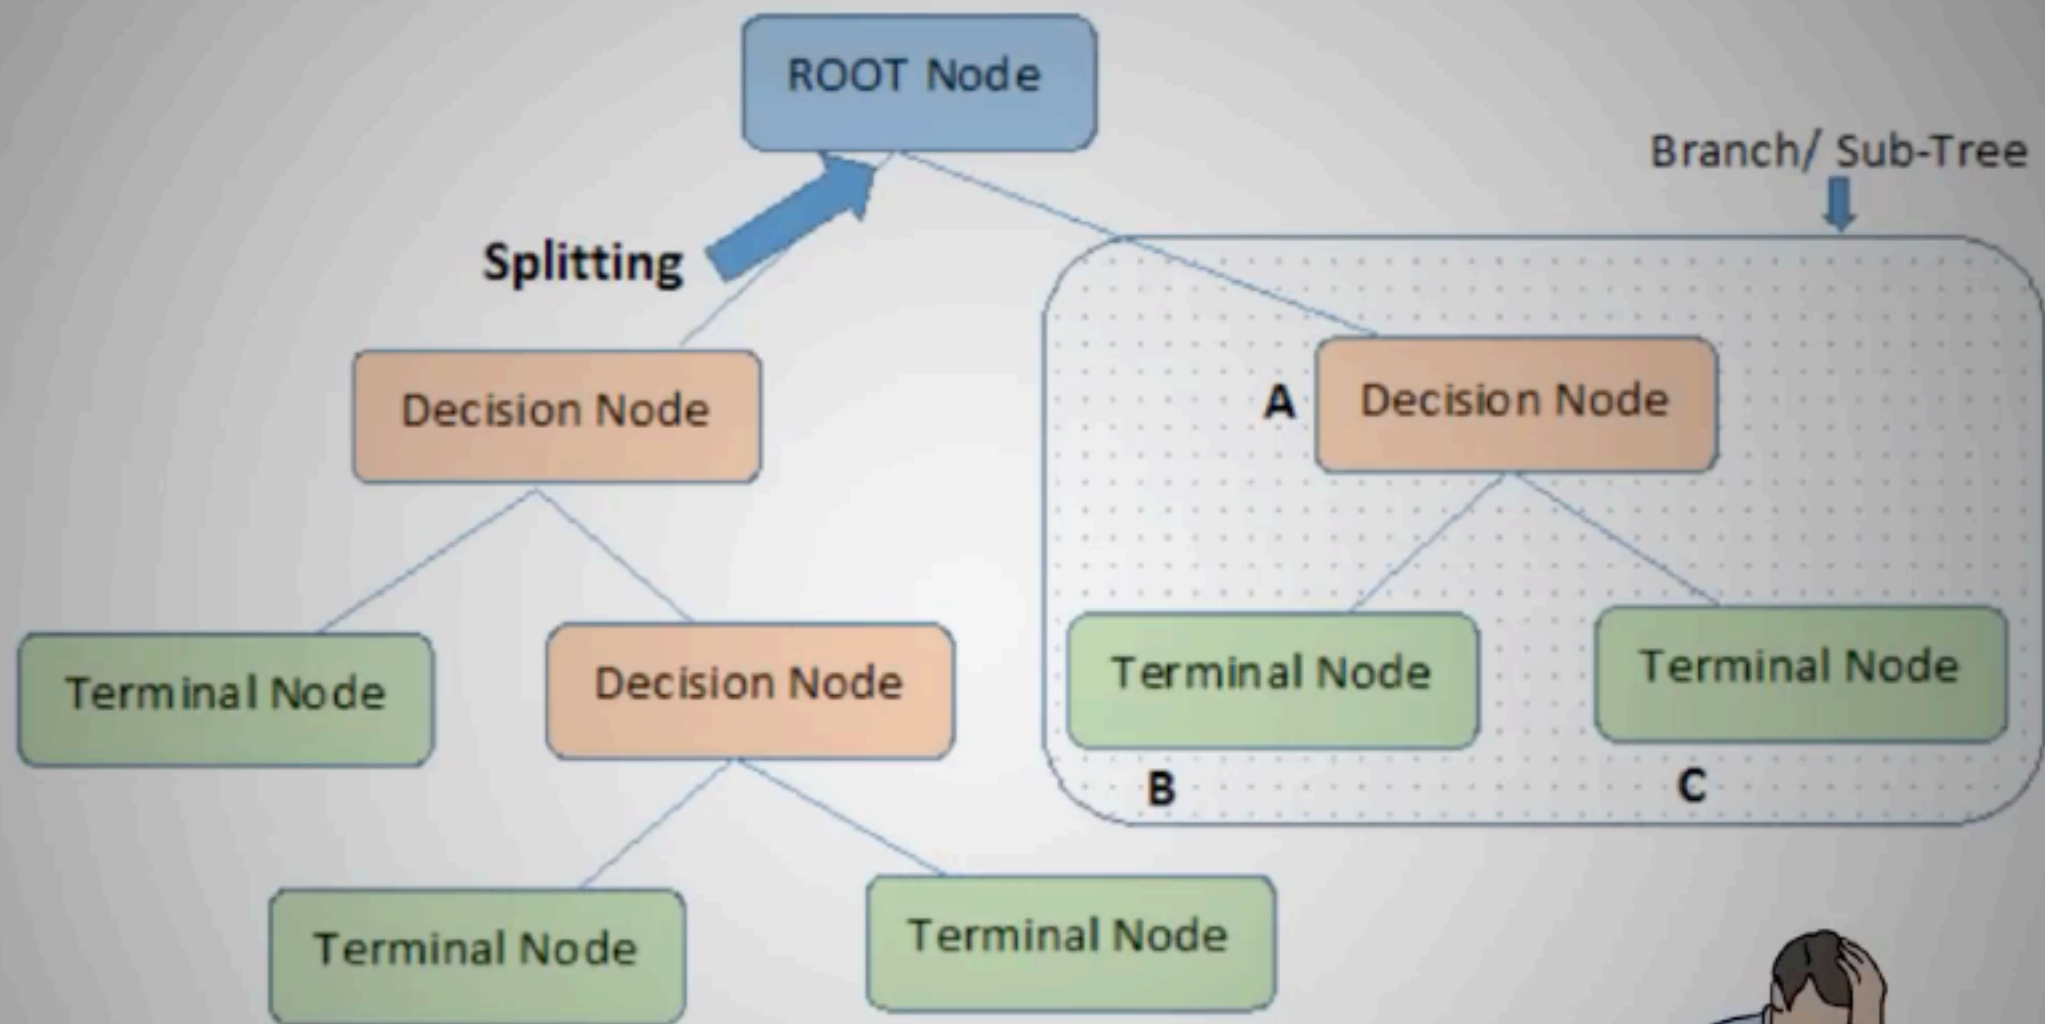 ROOT Node
Branch/ Sub-Tree
Splitting
Decision Node
A
Decision Node
Terminal Node
Decision Node
Terminal Node
Terminal Node
B
C
Terminal Node
Terminal Node